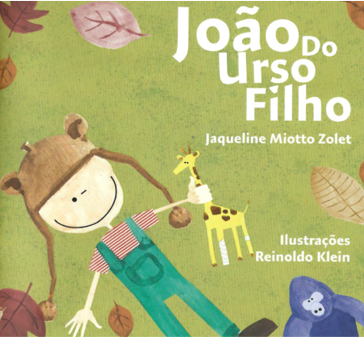 João Do
Urso
Filho
Jaqueline Miotto Zolet
Ilustrações
Reinoldo Klein